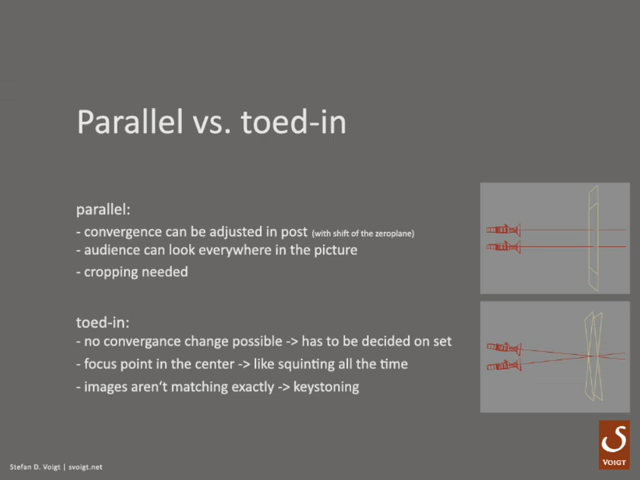 Parallel vs. toed-in
parallel:
- convergence can be adjusted in post (with shift of the zeroplane)
- audience can look everywhere in the picture
- cropping needed
toed-in:
- no convergance change possible -> has to be decided on set
- focus point in the center -> like squinting all the time
- images aren‘t matching exactly -> keystoning
Stefan D. Voigt | svoigt.net
VOIGT